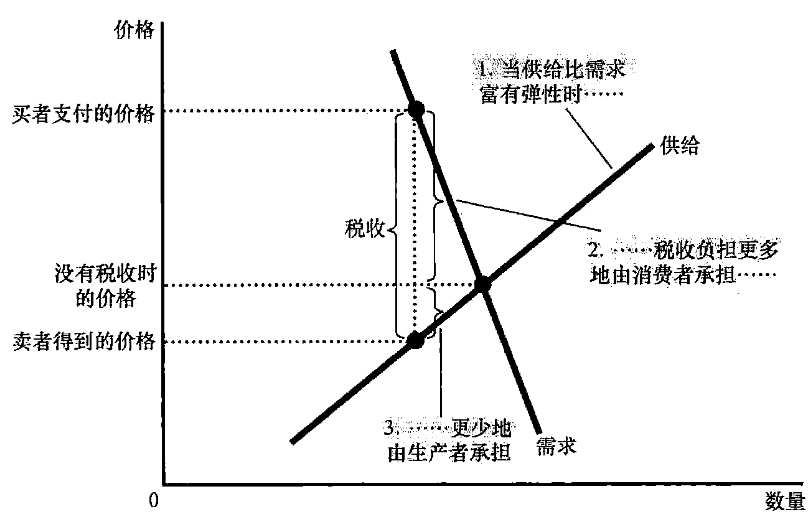 价格
1. 当供给比需求
富有弹性时……
买者支付的价格
供给
税收
2. ……税收负担更多
地由消费者承担……
没有税收时
的价格
卖者得到的价格
3. ……更少地
由生产者承担
需求
0
数量